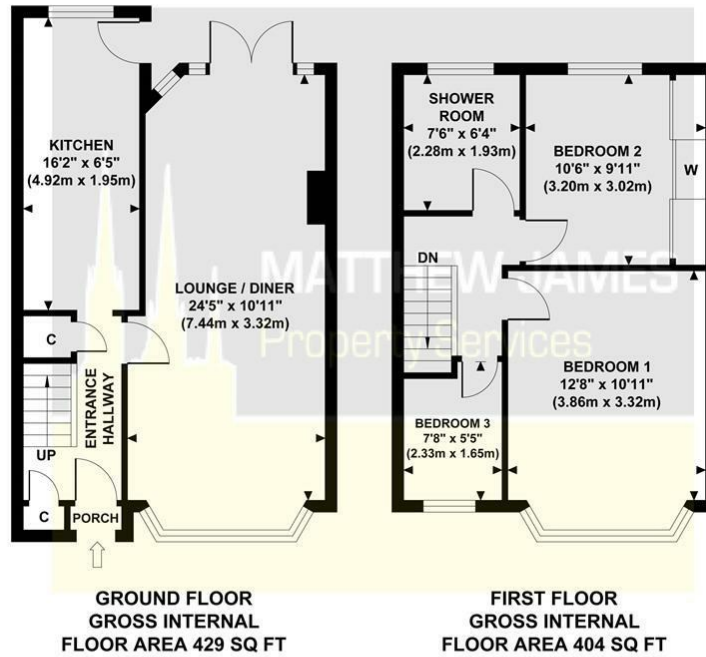 KITCHEN
16'2" x 6'5"
(4.92m x 1.95m)
LOUNGE / DINER
24'5" x 10'11"
(7.44m x 3.32m)
C
ENTRANCE
HALLWAY
UP
C
PORCH
GROUND FLOOR
GROSS INTERNAL
FLOOR AREA 429 SQ FT
SHOWER
ROOM
7'6" x 6'4"
(2.28m x 1.93m)
BEDROOM 2
10'6" x 9'11"
(3.20m x 3.02m)
W
DN
BEDROOM 1
12'8" x 10'11"
(3.86m x 3.32m)
BEDROOM 3
7'8" x 5'5"
(2.33m x 1.65m)
FIRST FLOOR
GROSS INTERNAL
FLOOR AREA 404 SQ FT
MATTHEW JAMES
Property Services